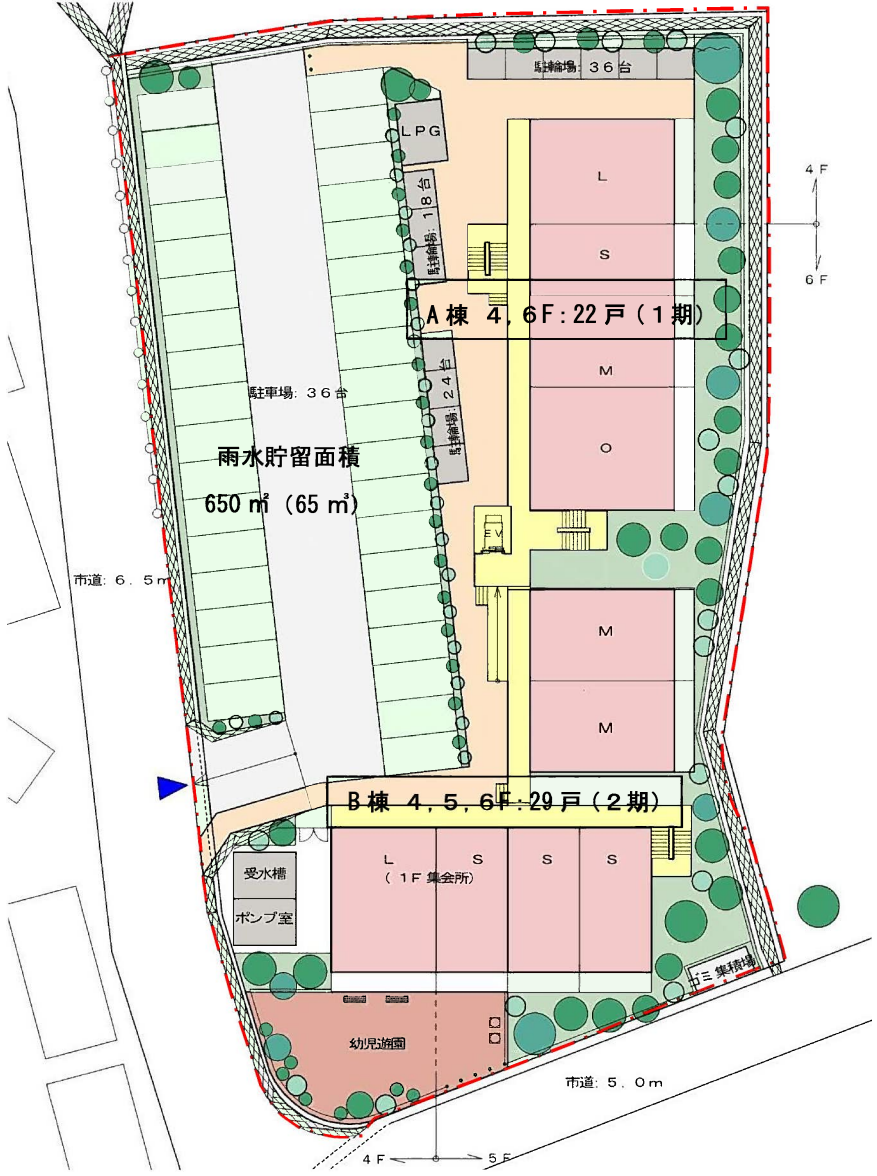 駐輪場: 36台
LPG
駐輪場: 18台
L
4F
S
6F
A棟 4,6F:22戸(1期)
M
駐車場: 36台
駐輪場: 24台
O
雨水貯留面積
650㎡(65㎥)
EV
市道: 6.5m
M
M
B棟 4,5,6F:29戸(2期)
L
S
S
S
(1F集会所)
受水槽
ポンプ室
ゴミ集積場
幼児遊園
市道: 5.0m
4F
5F